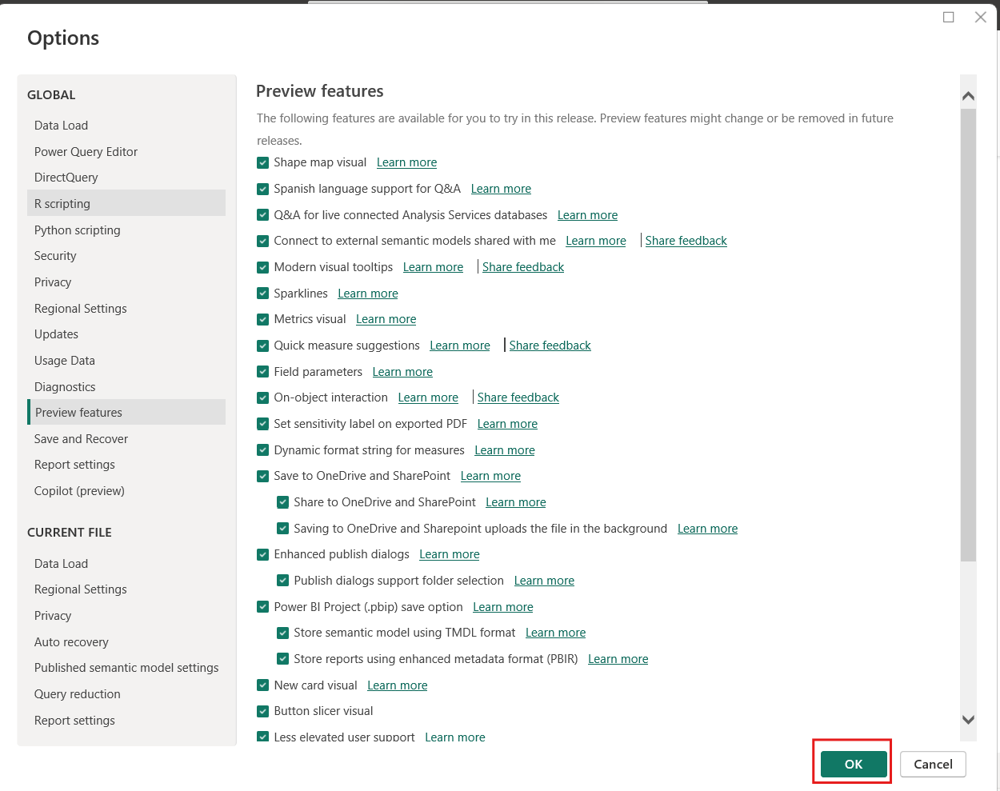 Options
GLOBAL
Data Load
Power Query Editor
DirectQuery
R scripting
Python scripting
Security
Privacy
Regional Settings
Updates
Usage Data
Diagnostics
Preview features
Save and Recover
Report settings
Copilot (preview)
CURRENT FILE
Data Load
Regional Settings
Privacy
Auto recovery
Published semantic model settings
Query reduction
Report settings
Preview features
The following features are available for you to try in this release. Preview features might change or be removed in future
releases.
Shape map visual Learn more
Spanish language support for Q&A Learn more
Q&A for live connected Analysis Services databases Learn more
Connect to external semantic models shared with me Learn more | Share feedback
Modern visual tooltips Learn more | Share feedback
Sparklines Learn more
Metrics visual Learn more
Quick measure suggestions Learn more | Share feedback
Field parameters Learn more
On-object interaction Learn more | Share feedback
Set sensitivity label on exported PDF Learn more
Dynamic format string for measures Learn more
Save to OneDrive and SharePoint Learn more
Share to OneDrive and SharePoint Learn more
Saving to OneDrive and Sharepoint uploads the file in the background Learn more
Enhanced publish dialogs Learn more
Publish dialogs support folder selection Learn more
Power BI Project (.pbip) save option Learn more
Store semantic model using TMDL format Learn more
Store reports using enhanced metadata format (PBIR) Learn more
New card visual Learn more
Button slicer visual
Less elevated user support Learn more
OK Cancel